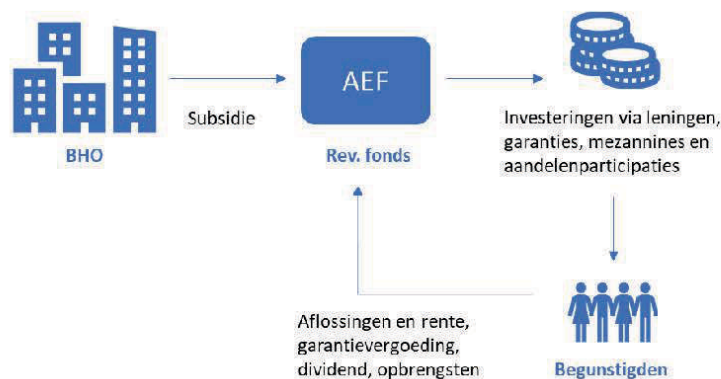 AEF
Subsidie
BHO
Rev. fonds
Investeringen via leningen,
garanties, mezannines en
aandelenparticipaties
Aflossingen en rente,
garantievergoeding,
dividend, opbrengsten
Begunstigden